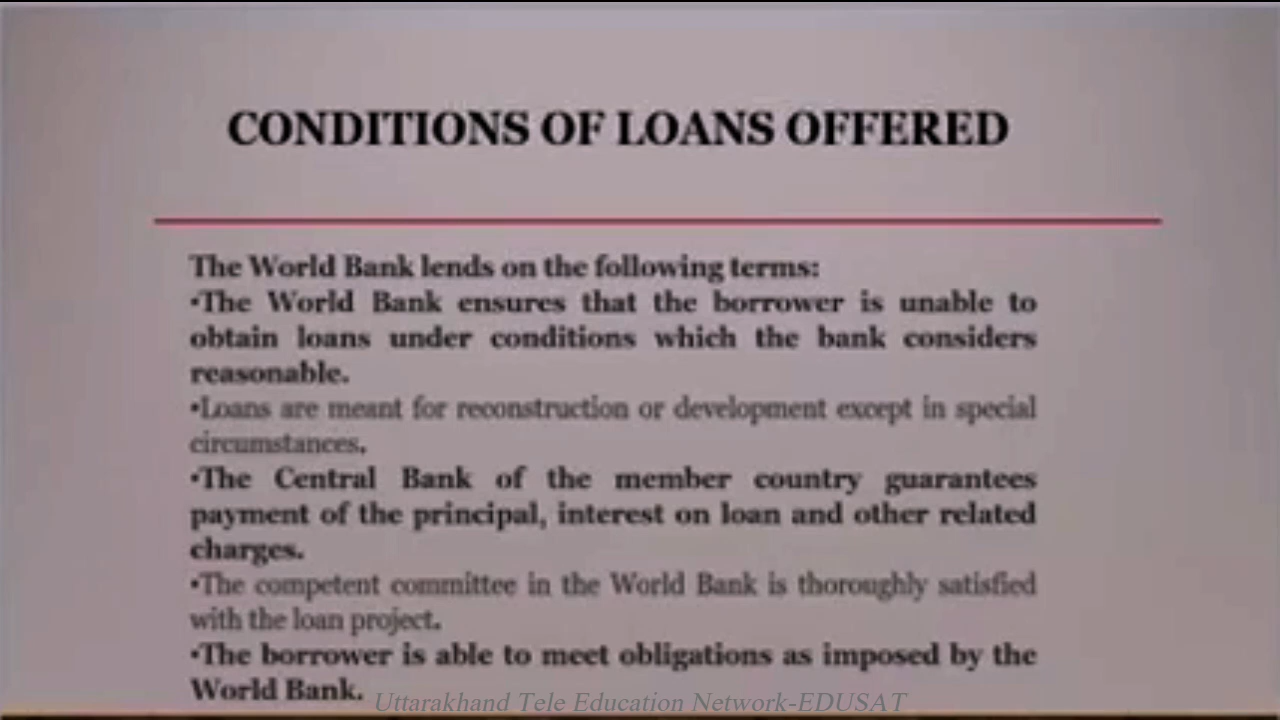 CONDITIONS OF LOANS OFFERED
The World Bank lends on the following terms:
•The World Bank ensures that the borrower is unable to
obtain loans under conditions which the bank considers
reasonable.
•Loans are meant for reconstruction or development except in special
circumstances.
•The Central Bank of the member country guarantees
payment of the principal, interest on loan and other related
charges.
•The competent committee in the World Bank is thoroughly satisfied
with the loan project.
•The borrower is able to meet obligations as imposed by the
World Bank.
Uttarakhand Tele Education Network-EDUSAT